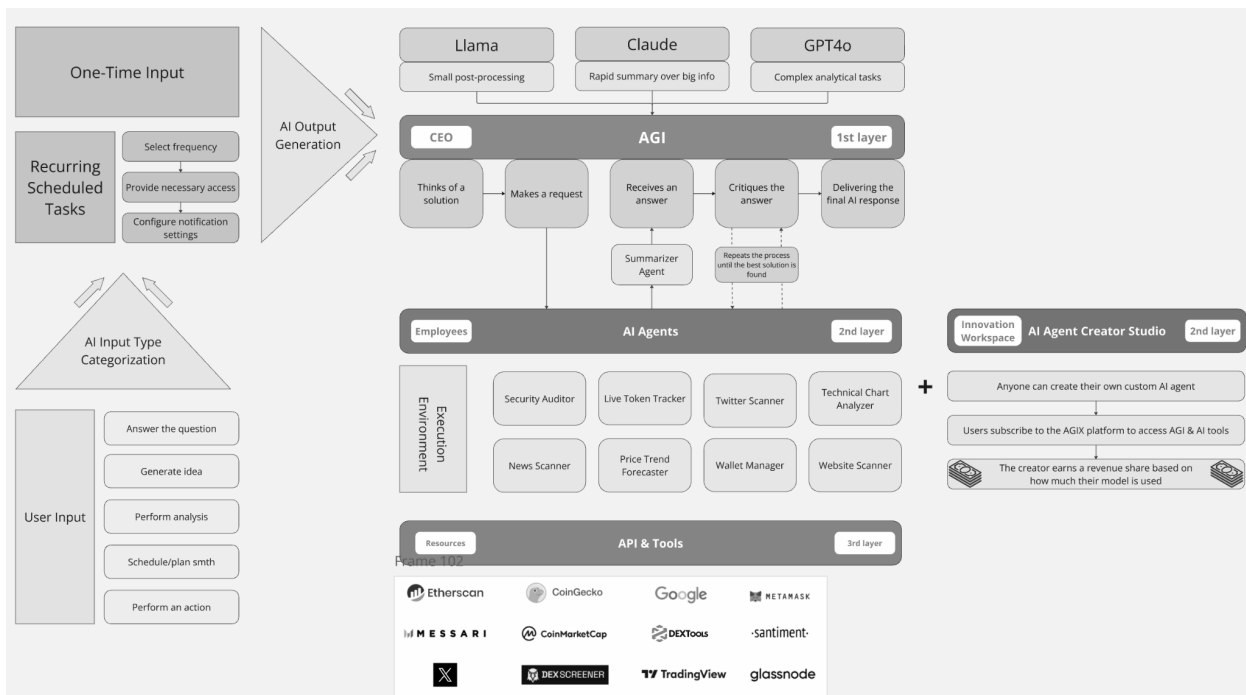 One-Time Input
Recurring
Scheduled
Tasks
Select frequency
Provide necessary access
Configure notification
settings
AI Input Type
Categorization
User Input
Answer the question
Generate idea
Perform analysis
Schedule/plan smth
Perform an action
AI Output
Generation
Llama
Small post-processing
Claude
Rapid summary over big info
GPT4o
Complex analytical tasks
CEO
AGI
1st layer
Thinks of a
solution
Makes a request
Receives an
answer
Critiques the
answer
Delivering the
final AI response
Summarizer
Agent
Repeats the process
until the best solution is
found
Employees
AI Agents
2nd layer
Execution
Environment
Security Auditor
Live Token Tracker
Twitter Scanner
Technical Chart
Analyzer
News Scanner
Price Trend
Forecaster
Wallet Manager
Website Scanner
+
Innovation
Workspace
AI Agent Creator Studio
2nd layer
Anyone can create their own custom AI agent
Users subscribe to the AGIX platform to access AGI & AI tools
The creator earns a revenue share based on
how much their model is used
Resources
API & Tools
3rd layer
Frame 102
Etherscan
CoinGecko
Google
METAMASK
MESSARI
CoinMarketCap
DEXTools
·santiment·
X
DEXSCREENER
TradingView
glassnode